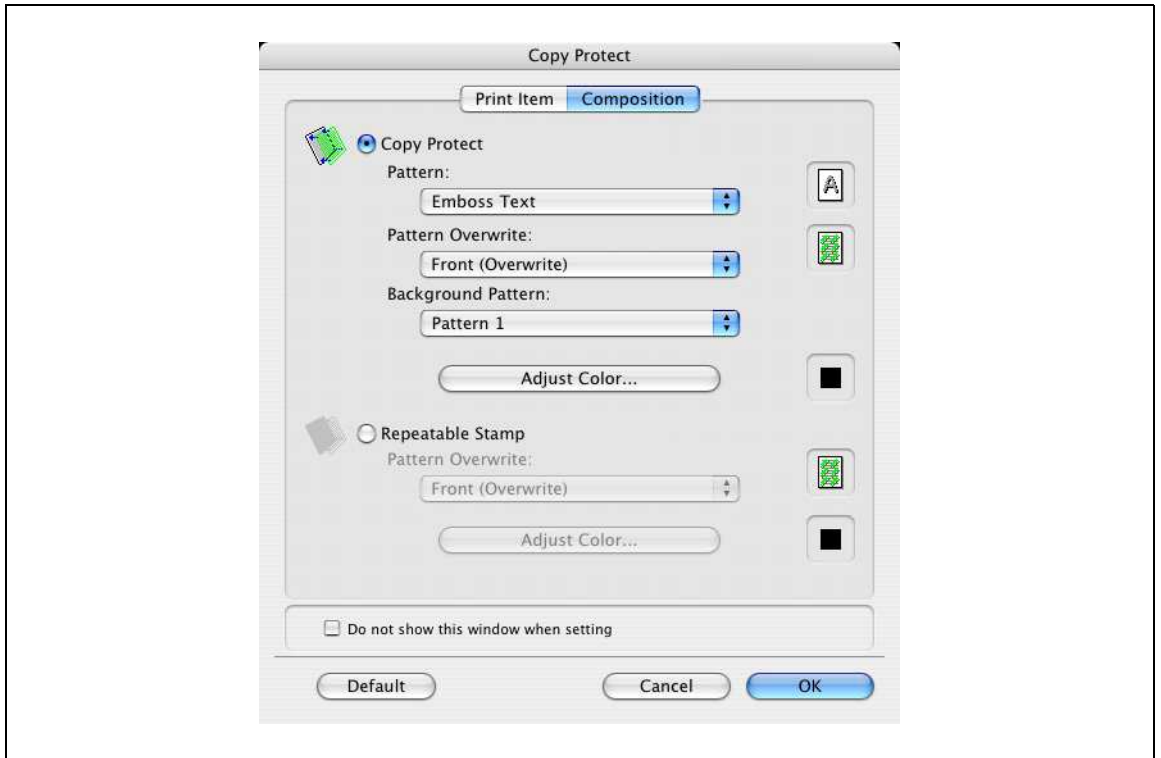 Copy Protect
Print Item Composition
Copy Protect
Pattern:
Emboss Text
A
Pattern Overwrite:
Front (Overwrite)
Background Pattern:
Pattern 1
Adjust Color...
Repeatable Stamp
Pattern Overwrite:
Front (Overwrite)
Adjust Color...
Do not show this window when setting
Default Cancel OK